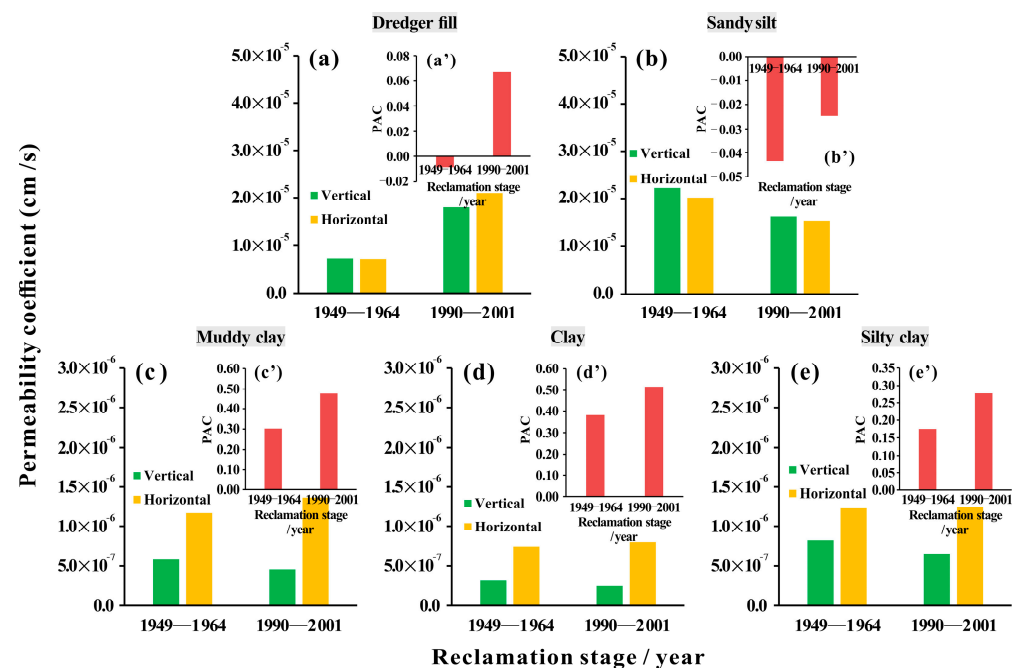 Permeability coefficient (cm /s)
Dredger fill
(a)
5.0×10⁻⁵
4.0×10⁻⁵
3.0×10⁻⁵
2.0×10⁻⁵
1.0×10⁻⁵
0.0
Vertical
Horizontal
1949—1964
1990—2001
(a’)
PAC
0.08
0.06
0.04
0.02
0.00
−0.02
1949−1964
1990−2001
Reclamation stage
/year
Sandy silt
(b)
5.0×10⁻⁵
4.0×10⁻⁵
3.0×10⁻⁵
2.0×10⁻⁵
1.0×10⁻⁵
0.0
Vertical
Horizontal
1949—1964
1990—2001
(b’)
PAC
0.00
−0.01
−0.02
−0.03
−0.04
−0.05
1949−1964
1990−2001
Reclamation stage
/year
Muddy clay
(c)
3.0×10⁻⁶
2.5×10⁻⁶
2.0×10⁻⁶
1.5×10⁻⁶
1.0×10⁻⁶
5.0×10⁻⁷
0.0
Vertical
Horizontal
1949—1964
1990—2001
(c’)
PAC
0.60
0.50
0.40
0.30
0.20
0.10
0.00
1949−1964
1990−2001
Reclamation stage
/year
Clay
(d)
3.0×10⁻⁶
2.5×10⁻⁶
2.0×10⁻⁶
1.5×10⁻⁶
1.0×10⁻⁶
5.0×10⁻⁷
0.0
Vertical
Horizontal
1949—1964
1990—2001
(d’)
PAC
0.60
0.50
0.40
0.30
0.20
0.10
0.00
1949−1964
1990−2001
Reclamation stage
/year
Silty clay
(e)
3.0×10⁻⁶
2.5×10⁻⁶
2.0×10⁻⁶
1.5×10⁻⁶
1.0×10⁻⁶
5.0×10⁻⁷
0.0
Vertical
Horizontal
1949—1964
1990—2001
(e’)
PAC
0.35
0.30
0.25
0.20
0.15
0.10
0.05
0.00
1949−1964
1990−2001
Reclamation stage
/year
Reclamation stage / year